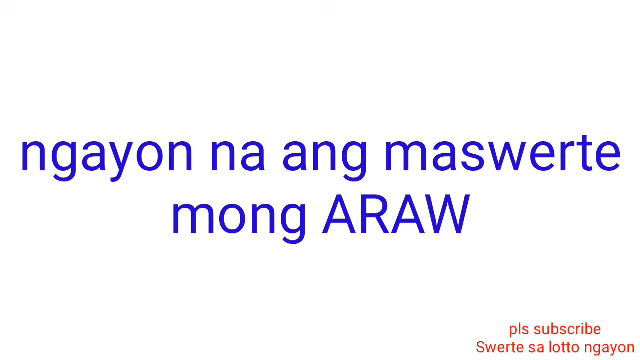 ngayon na ang maswerte
mong ARAW
pls subscribe
Swerte sa lotto ngayon